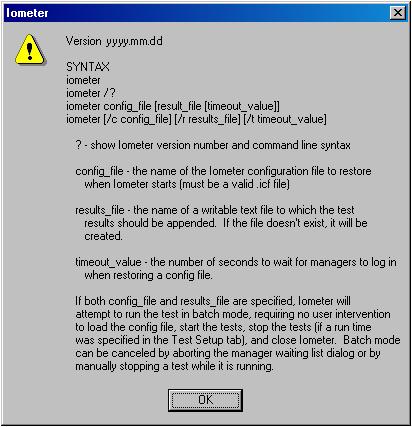 Iometer
Version yyyy.mm.dd
SYNTAX
iometer
iometer /?
iometer config_file [result_file [timeout_value]]
iometer [/c config_file] [/r results_file] [/t timeout_value]
? - show Iometer version number and command line syntax
config_file - the name of the Iometer configuration file to restore
when Iometer starts (must be a valid .icf file)
results_file - the name of a writable text file to which the test
results should be appended.  If the file doesn't exist, it will be
created.
timeout_value - the number of seconds to wait for managers to log in
when restoring a config file.
If both config_file and results_file are specified, Iometer will
attempt to run the test in batch mode, requiring no user intervention
to load the config file, start the tests, stop the tests (if a run time
was specified in the Test Setup tab), and close Iometer.  Batch mode
can be canceled by aborting the manager waiting list dialog or by
manually stopping a test while it is running.
OK